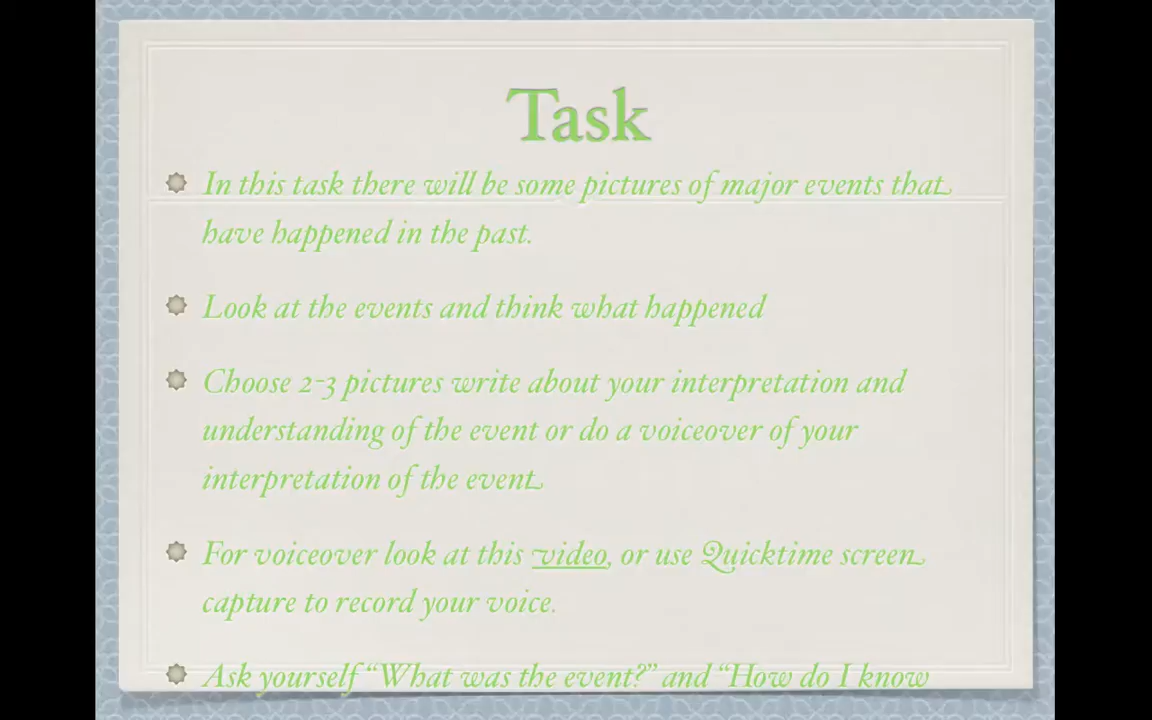 Task
In this task there will be some pictures of major events that
have happened in the past.
Look at the events and think what happened
Choose 2-3 pictures write about your interpretation and
understanding of the event or do a voiceover of your
interpretation of the event.
For voiceover look at this video, or use Quicktime screen
capture to record your voice.
Ask yourself “What was the event?” and “How do I know